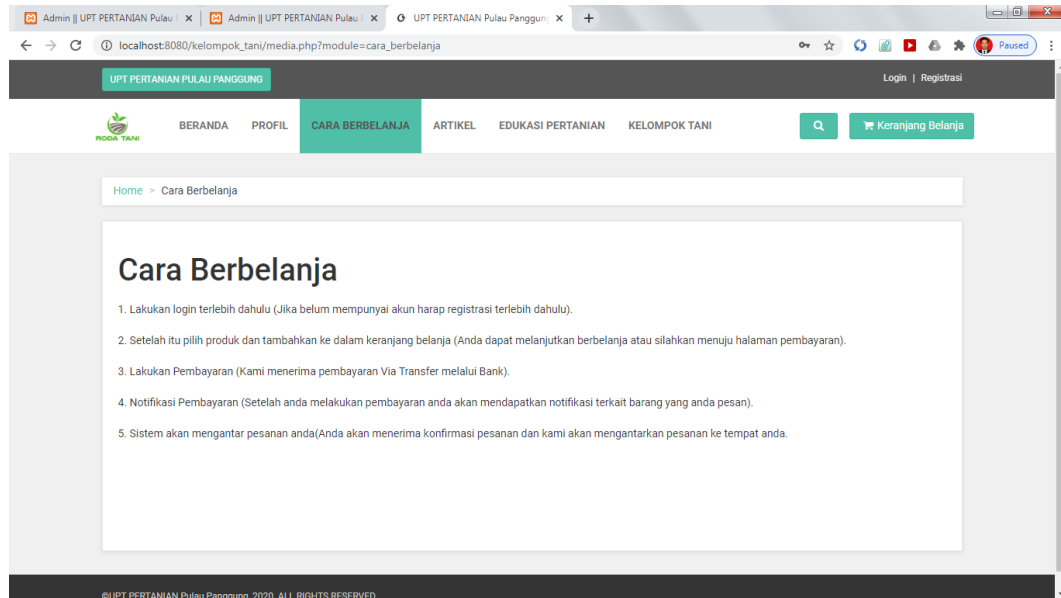 Admin || UPT PERTANIAN Pulau
Admin || UPT PERTANIAN Pulau
UPT PERTANIAN Pulau Panggung
localhost:8080/kelompok_tani/media.php?module=cara_berbelanja
Paused
UPT PERTANIAN PULAU PANGGUNG
Login | Registrasi
RODA TANI
BERANDA PROFIL CARA BERBELANJA ARTIKEL EDUKASI PERTANIAN KELOMPOK TANI
Keranjang Belanja
Home > Cara Berbelanja
Cara Berbelanja
1. Lakukan login terlebih dahulu (Jika belum mempunyai akun harap registrasi terlebih dahulu).
2. Setelah itu pilih produk dan tambahkan ke dalam keranjang belanja (Anda dapat melanjutkan berbelanja atau silahkan menuju halaman pembayaran).
3. Lakukan Pembayaran (Kami menerima pembayaran Via Transfer melalui Bank).
4. Notifikasi Pembayaran (Setelah anda melakukan pembayaran anda akan mendapatkan notifikasi terkait barang yang anda pesan).
5. Sistem akan mengantar pesanan anda(Anda akan menerima konfirmasi pesanan dan kami akan mengantarkan pesanan ke tempat anda.
©UPT PERTANIAN Pulau Panggung. 2020. ALL RIGHTS RESERVED